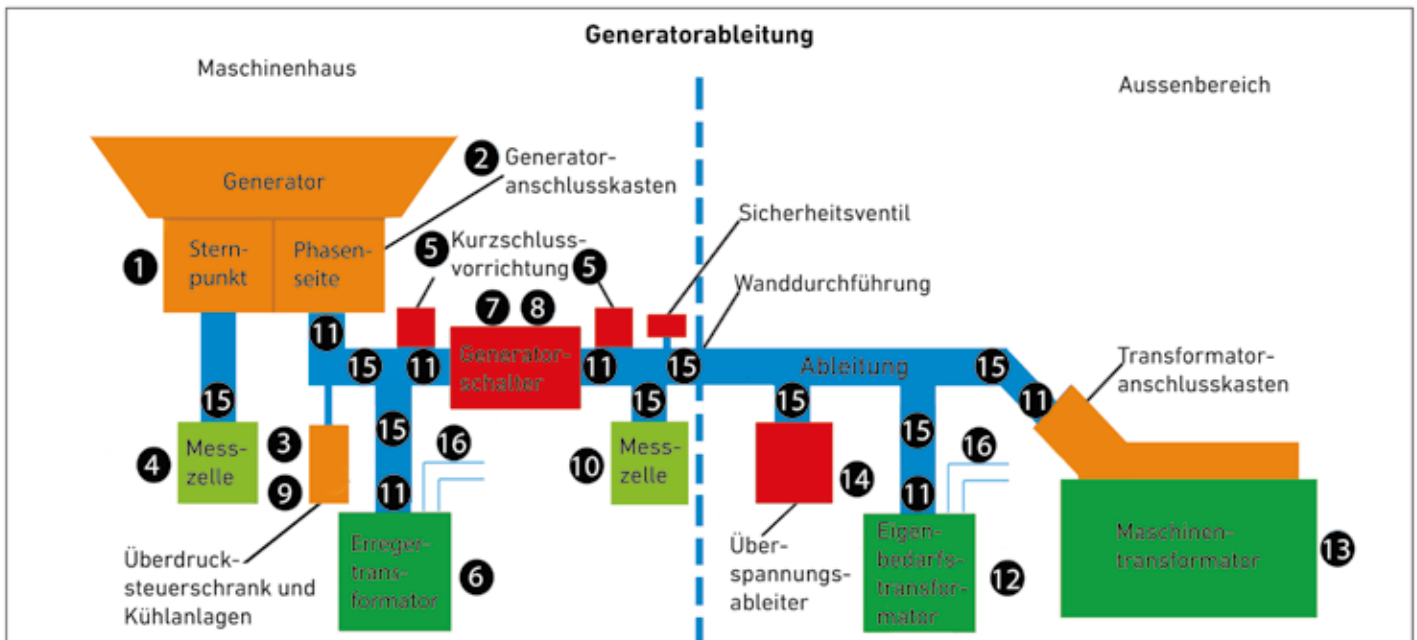 Generatorableitung
Maschinenhaus
Aussenbereich
Generator
2 Generator-
anschlusskasten
1
Stern-
punkt
Phasen-
seite
5 Kurzschluss-
vorrichtung 5
Sicherheitsventil
Wanddurchführung
7 8
11
15
11
Generator-
schalter
11
15
Ableitung
15
11
Transformator-
anschlusskasten
15
4
Mess-
zelle
3
9
15
11
16
15
10
Mess-
zelle
15
14
15
11
16
Überdruck-
steuerschrank und
Kühlanlagen
Erreger-
trans-
formator
6
Über-
spannungs-
ableiter
Eigen-
bedarfs-
transfor-
mator
12
Maschinen-
transformator
13